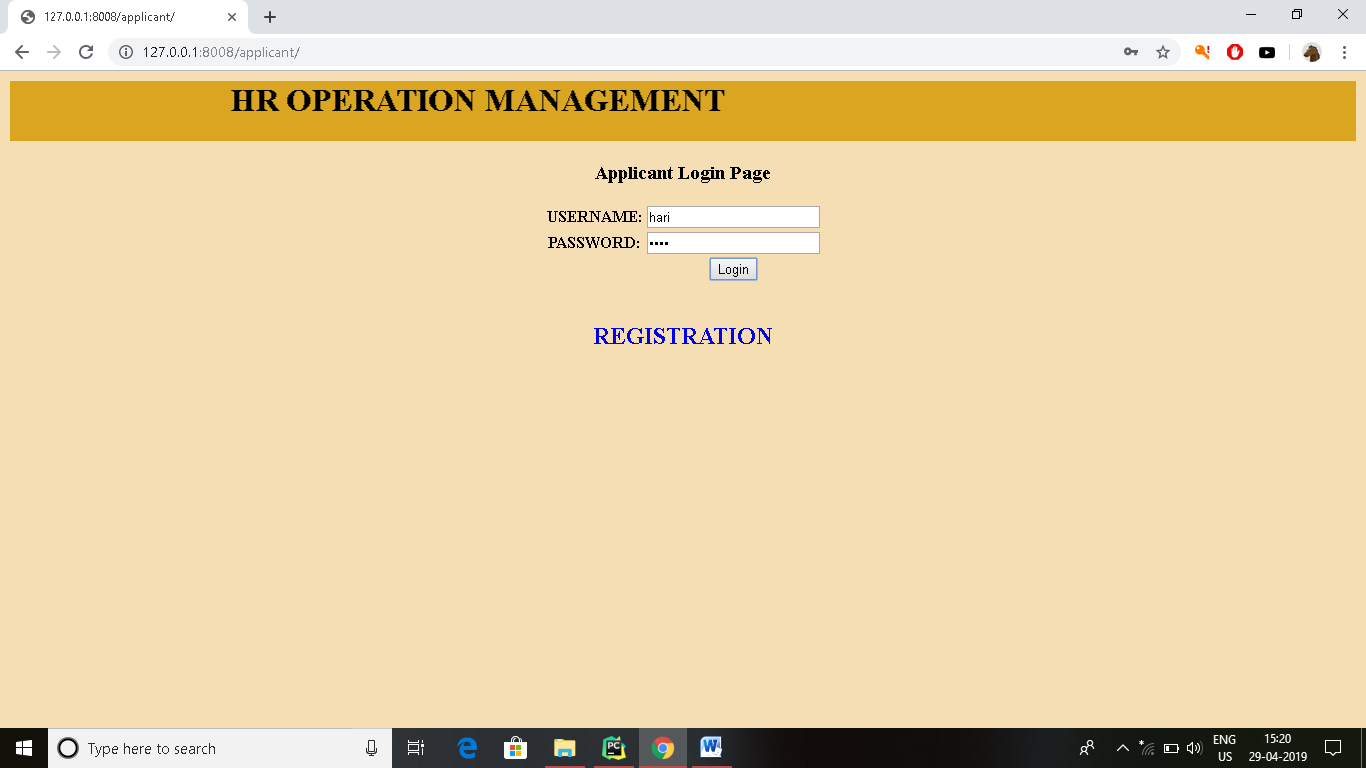 127.0.0.1:8008/applicant/
127.0.0.1:8008/applicant/
HR OPERATION MANAGEMENT
Applicant Login Page
USERNAME: hari
PASSWORD: ••••
Login
REGISTRATION
Type here to search
PC
W
ENG
US
15:20
29-04-2019